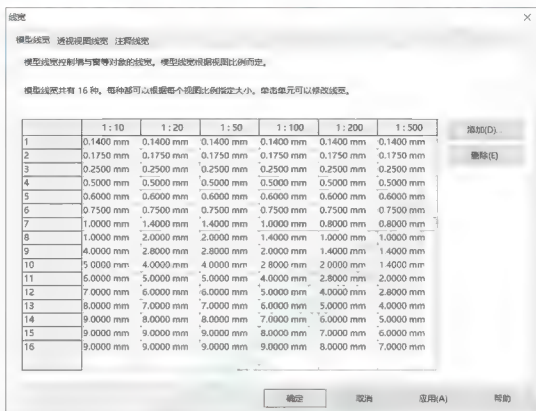 线宽
模型线宽 透视视图线宽 注释线宽
模型线宽控制墙与窗等对象的线宽。模型线宽根据视图比例而定。
模型线宽共有 16 种。每种都可以根据每个视图比例指定大小。单击单元可以修改线宽。
1:10 1:20 1:50 1:100 1:200 1:500 添加(D)...
1 0.1400 mm 0.1400 mm 0.1400 mm 0.1400 mm 0.1400 mm 0.1400 mm
2 0.1750 mm 0.1750 mm 0.1750 mm 0.1750 mm 0.1750 mm 0.1750 mm 删除(E)
3 0.2500 mm 0.2500 mm 0.2500 mm 0.2500 mm 0.2500 mm 0.2500 mm
4 0.5000 mm 0.5000 mm 0.5000 mm 0.5000 mm 0.5000 mm 0.5000 mm
5 0.6000 mm 0.6000 mm 0.6000 mm 0.6000 mm 0.6000 mm 0.6000 mm
6 0.7500 mm 0.7500 mm 0.7500 mm 0.7500 mm 0.7500 mm 0.7500 mm
7 1.0000 mm 1.4000 mm 1.4000 mm 1.0000 mm 0.8000 mm 0.8000 mm
8 1.0000 mm 2.0000 mm 2.0000 mm 1.4000 mm 1.0000 mm 1.0000 mm
9 4.0000 mm 2.8000 mm 2.8000 mm 2.0000 mm 1.4000 mm 1.4000 mm
10 5.0000 mm 4.0000 mm 4.0000 mm 2.8000 mm 2.0000 mm 1.4000 mm
11 6.0000 mm 5.0000 mm 5.0000 mm 4.0000 mm 2.8000 mm 2.0000 mm
12 7.0000 mm 6.0000 mm 6.0000 mm 5.0000 mm 4.0000 mm 2.8000 mm
13 8.0000 mm 7.0000 mm 7.0000 mm 6.0000 mm 5.0000 mm 4.0000 mm
14 9.0000 mm 8.0000 mm 8.0000 mm 7.0000 mm 6.0000 mm 5.0000 mm
15 9.0000 mm 9.0000 mm 9.0000 mm 8.0000 mm 7.0000 mm 6.0000 mm
16 9.0000 mm 9.0000 mm 9.0000 mm 9.0000 mm 8.0000 mm 7.0000 mm
确定 取消 应用(A) 帮助